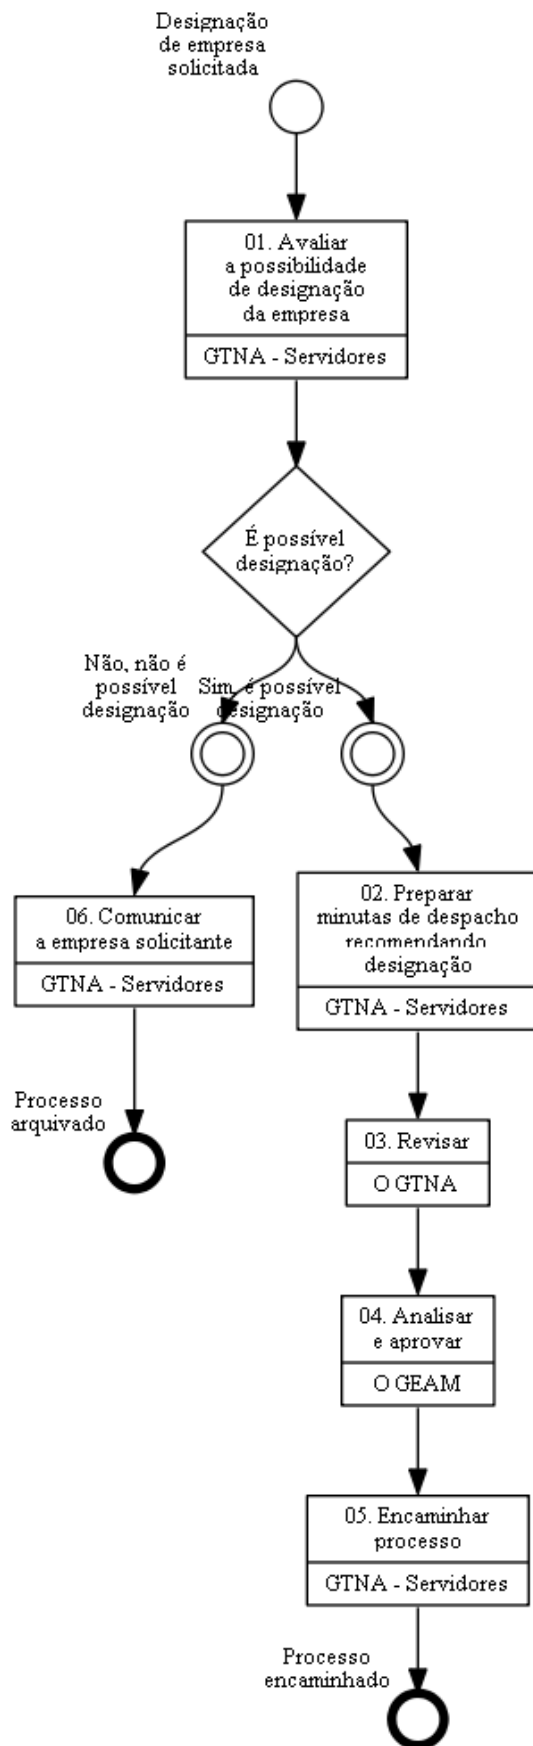 Designação
de empresa
solicitada
01. Avaliar
a possibilidade
de designação
da empresa
GTNA - Servidores
É possível
designação?
Não, não é
possível
designação
Sim, é possível
designação
06. Comunicar
a empresa solicitante
GTNA - Servidores
02. Preparar
minutas de despacho
recomendando
designação
GTNA - Servidores
Processo
arquivado
03. Revisar
O GTNA
04. Analisar
e aprovar
O GEAM
05. Encaminhar
processo
GTNA - Servidores
Processo
encaminhado